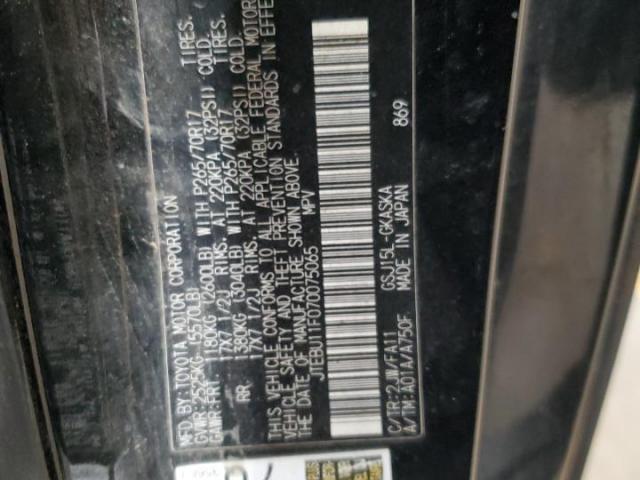 MFD. BY TOYOTA MOTOR CORPORATION
GVWR:2525KG (5570LB)
GAWR:FRT. 1180KG (2600LB) WITH P265/70R17 TIRES.
17X7 1/2J RIMS. AT 220KPA (32PSI) COLD.
RR. 1380KG (3040LB) WITH P265/70R17 TIRES.
17X7 1/2J RIMS. AT 220KPA (32PSI) COLD.
THIS VEHICLE CONFORMS TO ALL APPLICABLE FEDERAL MOTOR
VEHICLE SAFETY AND THEFT PREVENTION STANDARDS IN EFFE
THE DATE OF MANUFACTURE SHOWN ABOVE.
JTEBU11F070075065 MPV
869
C/TR:2JW/FA11 GSJ15L-GKASKA
A/TM:A01A/A750F MADE IN JAPAN